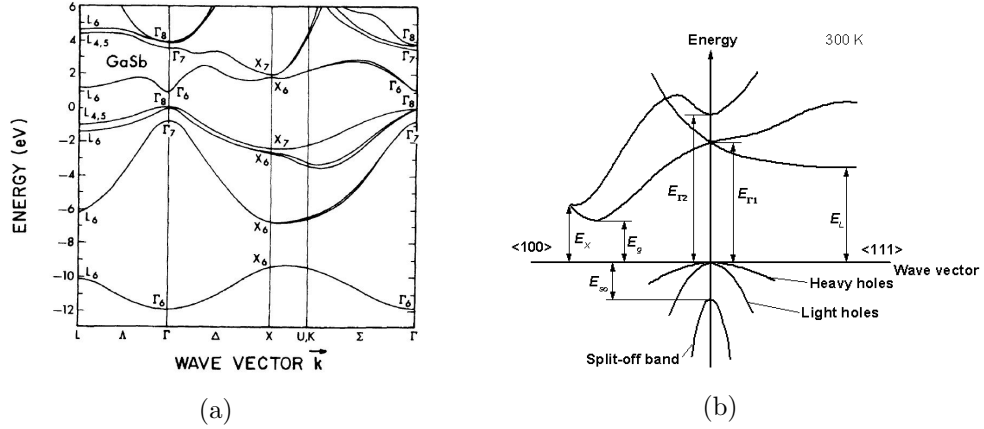 6
4
2
0
−2
−4
−6
−8
−10
−12
ENERGY (eV)
GaSb
L6
L4,5
L6
L4,5
L6
L6
L6
Γ8
Γ7
Γ6
Γ8
Γ7
Γ6
X7
X6
X7
X6
X6
X6
Γ8
Γ7
Γ6
Γ8
Γ7
Γ6
L Λ Γ Δ X U,K Σ Γ
WAVE VECTOR k
(a)
Energy
300 K
EΓ2
EΓ1
EL
EX
Eg
<100>
<111>
Wave vector
Eso
Heavy holes
Light holes
Split-off band
(b)